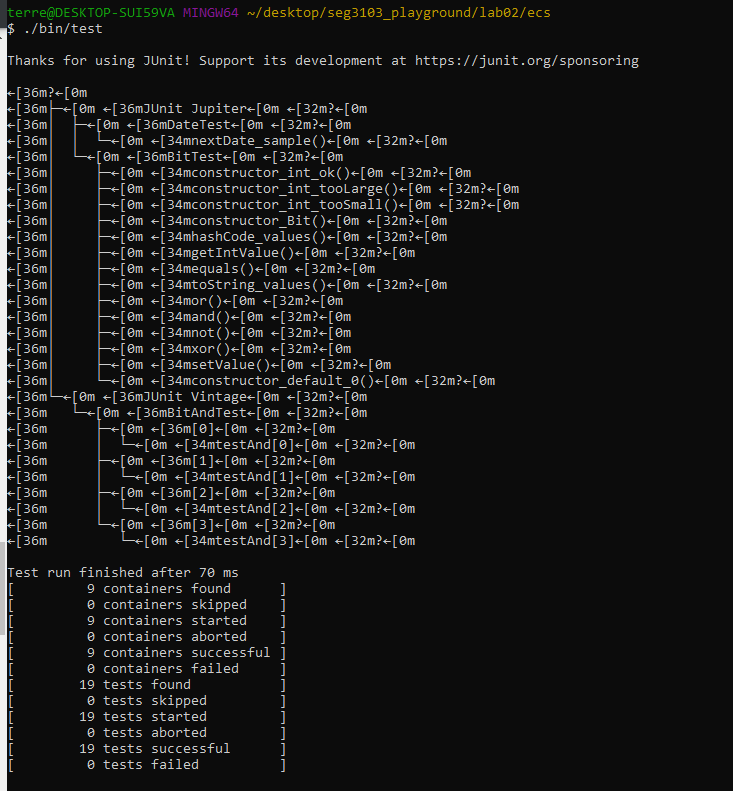 terre@DESKTOP-SUI59VA MINGW64 ~/desktop/seg3103_playground/lab02/ecs
$ ./bin/test
Thanks for using JUnit! Support its development at https://junit.org/sponsoring
←[36m?←[0m
←[36m├─←[0m ←[36mJUnit Jupiter←[0m ←[32m?←[0m
←[36m│  ├─←[0m ←[36mDateTest←[0m ←[32m?←[0m
←[36m│  │  └─←[0m ←[34mnextDate_sample()←[0m ←[32m?←[0m
←[36m│  └─←[0m ←[36mBitTest←[0m ←[32m?←[0m
←[36m│     ├─←[0m ←[34mconstructor_int_ok()←[0m ←[32m?←[0m
←[36m│     ├─←[0m ←[34mconstructor_int_tooLarge()←[0m ←[32m?←[0m
←[36m│     ├─←[0m ←[34mconstructor_int_tooSmall()←[0m ←[32m?←[0m
←[36m│     ├─←[0m ←[34mconstructor_Bit()←[0m ←[32m?←[0m
←[36m│     ├─←[0m ←[34mhashCode_values()←[0m ←[32m?←[0m
←[36m│     ├─←[0m ←[34mgetIntValue()←[0m ←[32m?←[0m
←[36m│     ├─←[0m ←[34mequals()←[0m ←[32m?←[0m
←[36m│     ├─←[0m ←[34mtoString_values()←[0m ←[32m?←[0m
←[36m│     ├─←[0m ←[34mor()←[0m ←[32m?←[0m
←[36m│     ├─←[0m ←[34mand()←[0m ←[32m?←[0m
←[36m│     ├─←[0m ←[34mnot()←[0m ←[32m?←[0m
←[36m│     ├─←[0m ←[34mxor()←[0m ←[32m?←[0m
←[36m│     ├─←[0m ←[34msetValue()←[0m ←[32m?←[0m
←[36m│     └─←[0m ←[34mconstructor_default_0()←[0m ←[32m?←[0m
←[36m└─←[0m ←[36mJUnit Vintage←[0m ←[32m?←[0m
←[36m   └─←[0m ←[36mBitAndTest←[0m ←[32m?←[0m
←[36m      ├─←[0m ←[36m[0]←[0m ←[32m?←[0m
←[36m      │  └─←[0m ←[34mtestAnd[0]←[0m ←[32m?←[0m
←[36m      ├─←[0m ←[36m[1]←[0m ←[32m?←[0m
←[36m      │  └─←[0m ←[34mtestAnd[1]←[0m ←[32m?←[0m
←[36m      ├─←[0m ←[36m[2]←[0m ←[32m?←[0m
←[36m      │  └─←[0m ←[34mtestAnd[2]←[0m ←[32m?←[0m
←[36m      └─←[0m ←[36m[3]←[0m ←[32m?←[0m
←[36m         └─←[0m ←[34mtestAnd[3]←[0m ←[32m?←[0m
Test run finished after 70 ms
[         9 containers found      ]
[         0 containers skipped    ]
[         9 containers started    ]
[         0 containers aborted    ]
[         9 containers successful ]
[         0 containers failed     ]
[        19 tests found           ]
[         0 tests skipped         ]
[        19 tests started         ]
[         0 tests aborted         ]
[        19 tests successful      ]
[         0 tests failed          ]